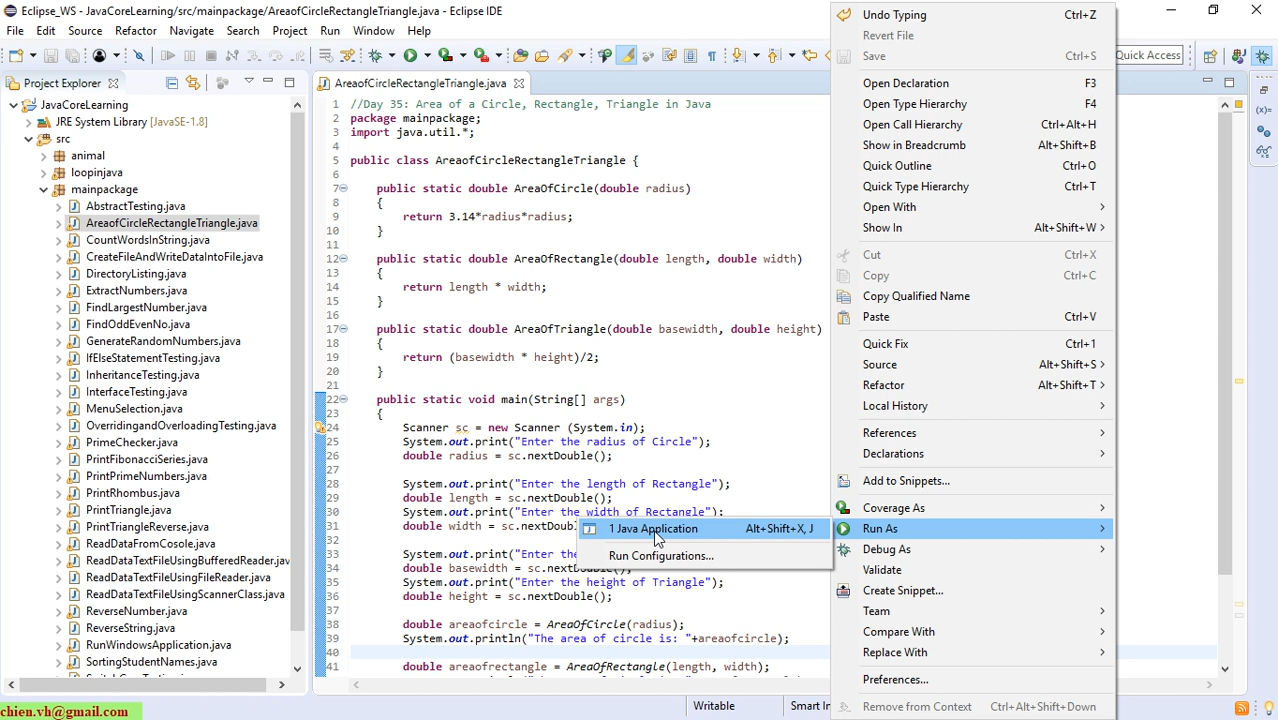 Eclipse_WS - JavaCoreLearning/src/mainpackage/AreaofCircleRectangleTriangle.java - Eclipse IDE
File Edit Source Refactor Navigate Search Project Run Window Help
Quick Access
Project Explorer
JavaCoreLearning
JRE System Library [JavaSE-1.8]
src
animal
loopinjava
mainpackage
AbstractTesting.java
AreaofCircleRectangleTriangle.java
CountWordsInString.java
CreateFileAndWriteDataIntoFile.java
DirectoryListing.java
ExtractNumbers.java
FindLargestNumber.java
FindOddEvenNo.java
GenerateRandomNumbers.java
IfElseStatementTesting.java
InheritanceTesting.java
InterfaceTesting.java
MenuSelection.java
OverridingandOverloadingTesting.java
PrimeChecker.java
PrintFibonacciSeries.java
PrintPrimeNumbers.java
PrintRhombus.java
PrintTriangle.java
PrintTriangleReverse.java
ReadDataFromCosole.java
ReadDataTextFileUsingBufferedReader.java
ReadDataTextFileUsingFileReader.java
ReadDataTextFileUsingScannerClass.java
ReverseNumber.java
ReverseString.java
RunWindowsApplication.java
SortingStudentNames.java
AreaofCircleRectangleTriangle.java
1 //Day 35: Area of a Circle, Rectangle, Triangle in Java
2 package mainpackage;
3 import java.util.*;
4
5 public class AreaofCircleRectangleTriangle {
6
7 public static double AreaOfCircle(double radius)
8 {
9 return 3.14*radius*radius;
10 }
11
12 public static double AreaOfRectangle(double length, double width)
13 {
14 return length * width;
15 }
16
17 public static double AreaOfTriangle(double basewidth, double height)
18 {
19 return (basewidth * height)/2;
20 }
21
22 public static void main(String[] args)
23 {
24 Scanner sc = new Scanner (System.in);
25 System.out.print("Enter the radius of Circle");
26 double radius = sc.nextDouble();
27
28 System.out.print("Enter the length of Rectangle");
29 double length = sc.nextDouble();
30 System.out.print("Enter the width of Rectangle");
31 double width = sc.nextDoub
32
33 System.out.print("Enter the
34 double basewidth = sc.nextDouble();
35 System.out.print("Enter the height of Triangle");
36 double height = sc.nextDouble();
37
38 double areaofcircle = AreaOfCircle(radius);
39 System.out.println("The area of circle is: "+areaofcircle);
40
41 double areaofrectangle = AreaOfRectangle(length, width);
1 Java Application Alt+Shift+X, J
Run Configurations...
Undo Typing Ctrl+Z
Revert File
Save Ctrl+S
Open Declaration F3
Open Type Hierarchy F4
Open Call Hierarchy Ctrl+Alt+H
Show in Breadcrumb Alt+Shift+B
Quick Outline Ctrl+O
Quick Type Hierarchy Ctrl+T
Open With
Show In Alt+Shift+W
Cut Ctrl+X
Copy Ctrl+C
Copy Qualified Name
Paste Ctrl+V
Quick Fix Ctrl+1
Source Alt+Shift+S
Refactor Alt+Shift+T
Local History
References
Declarations
Add to Snippets...
Coverage As
Run As
Debug As
Validate
Create Snippet...
Team
Compare With
Replace With
Preferences...
Remove from Context Ctrl+Alt+Shift+Down
Writable Smart In
chien.vh@gmail.com